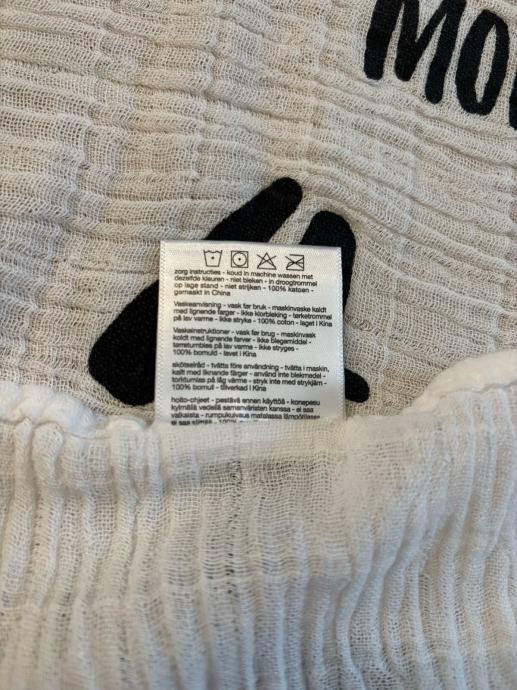 MO
zorg instructies - koud in machine wassen met
dezelfde kleuren - niet bleken - in droogtrommel
op lage stand - niet strijken - 100% katoen -
gemaakt in China
Vaskeanvisning - vask før bruk - maskinvaske kaldt
med lignende farger - ikke klorbleking - tørketrommel
på lav varme - ikke stryke - 100% coton - laget i Kina
Vaskeinstruktioner - vask før brug - maskinvask
koldt med lignende farver - ikke blegemiddel -
tørretumbles på lav varme - ikke stryges -
100% bomuld - lavet i Kina
skötselråd - tvätta före användning - tvätta i maskin,
kallt med liknande färger - använd inte blekmedel -
torktumlas på låg värme - stryk inte med strykjärn -
100% bomull - tillverkad i Kina
hoito-ohjeet - pestävä ennen käyttöä - konepesu
kylmällä vedellä samanväristen kanssa - ei saa
valkaista - rumpukuivaus matalassa lämpötilassa